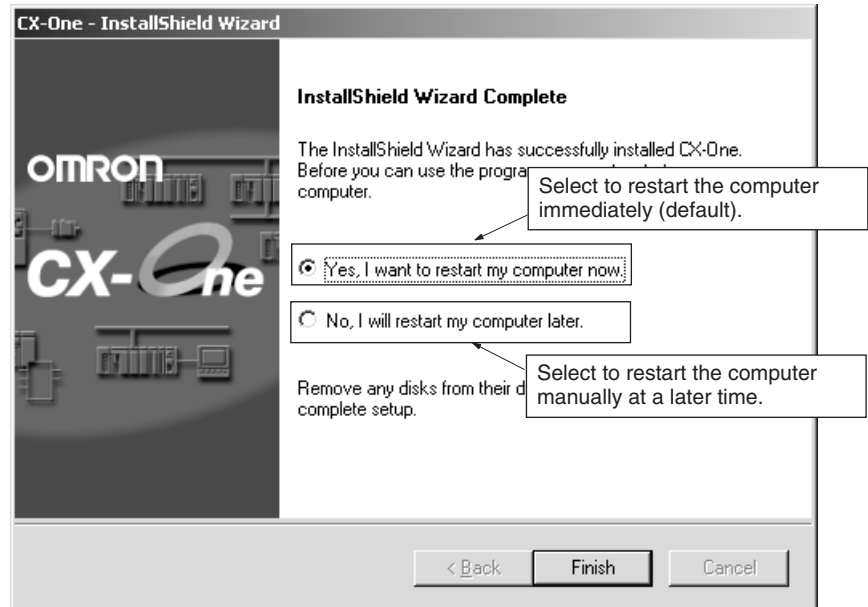 CX-One - InstallShield Wizard
OMRON
CX-One
InstallShield Wizard Complete
The InstallShield Wizard has successfully installed CX-One.
Before you can use the
computer.
Select to restart the computer
immediately (default).
Yes, I want to restart my computer now.
No, I will restart my computer later.
Select to restart the computer
manually at a later time.
Remove any disks from their
complete setup.
< Back
Finish
Cancel